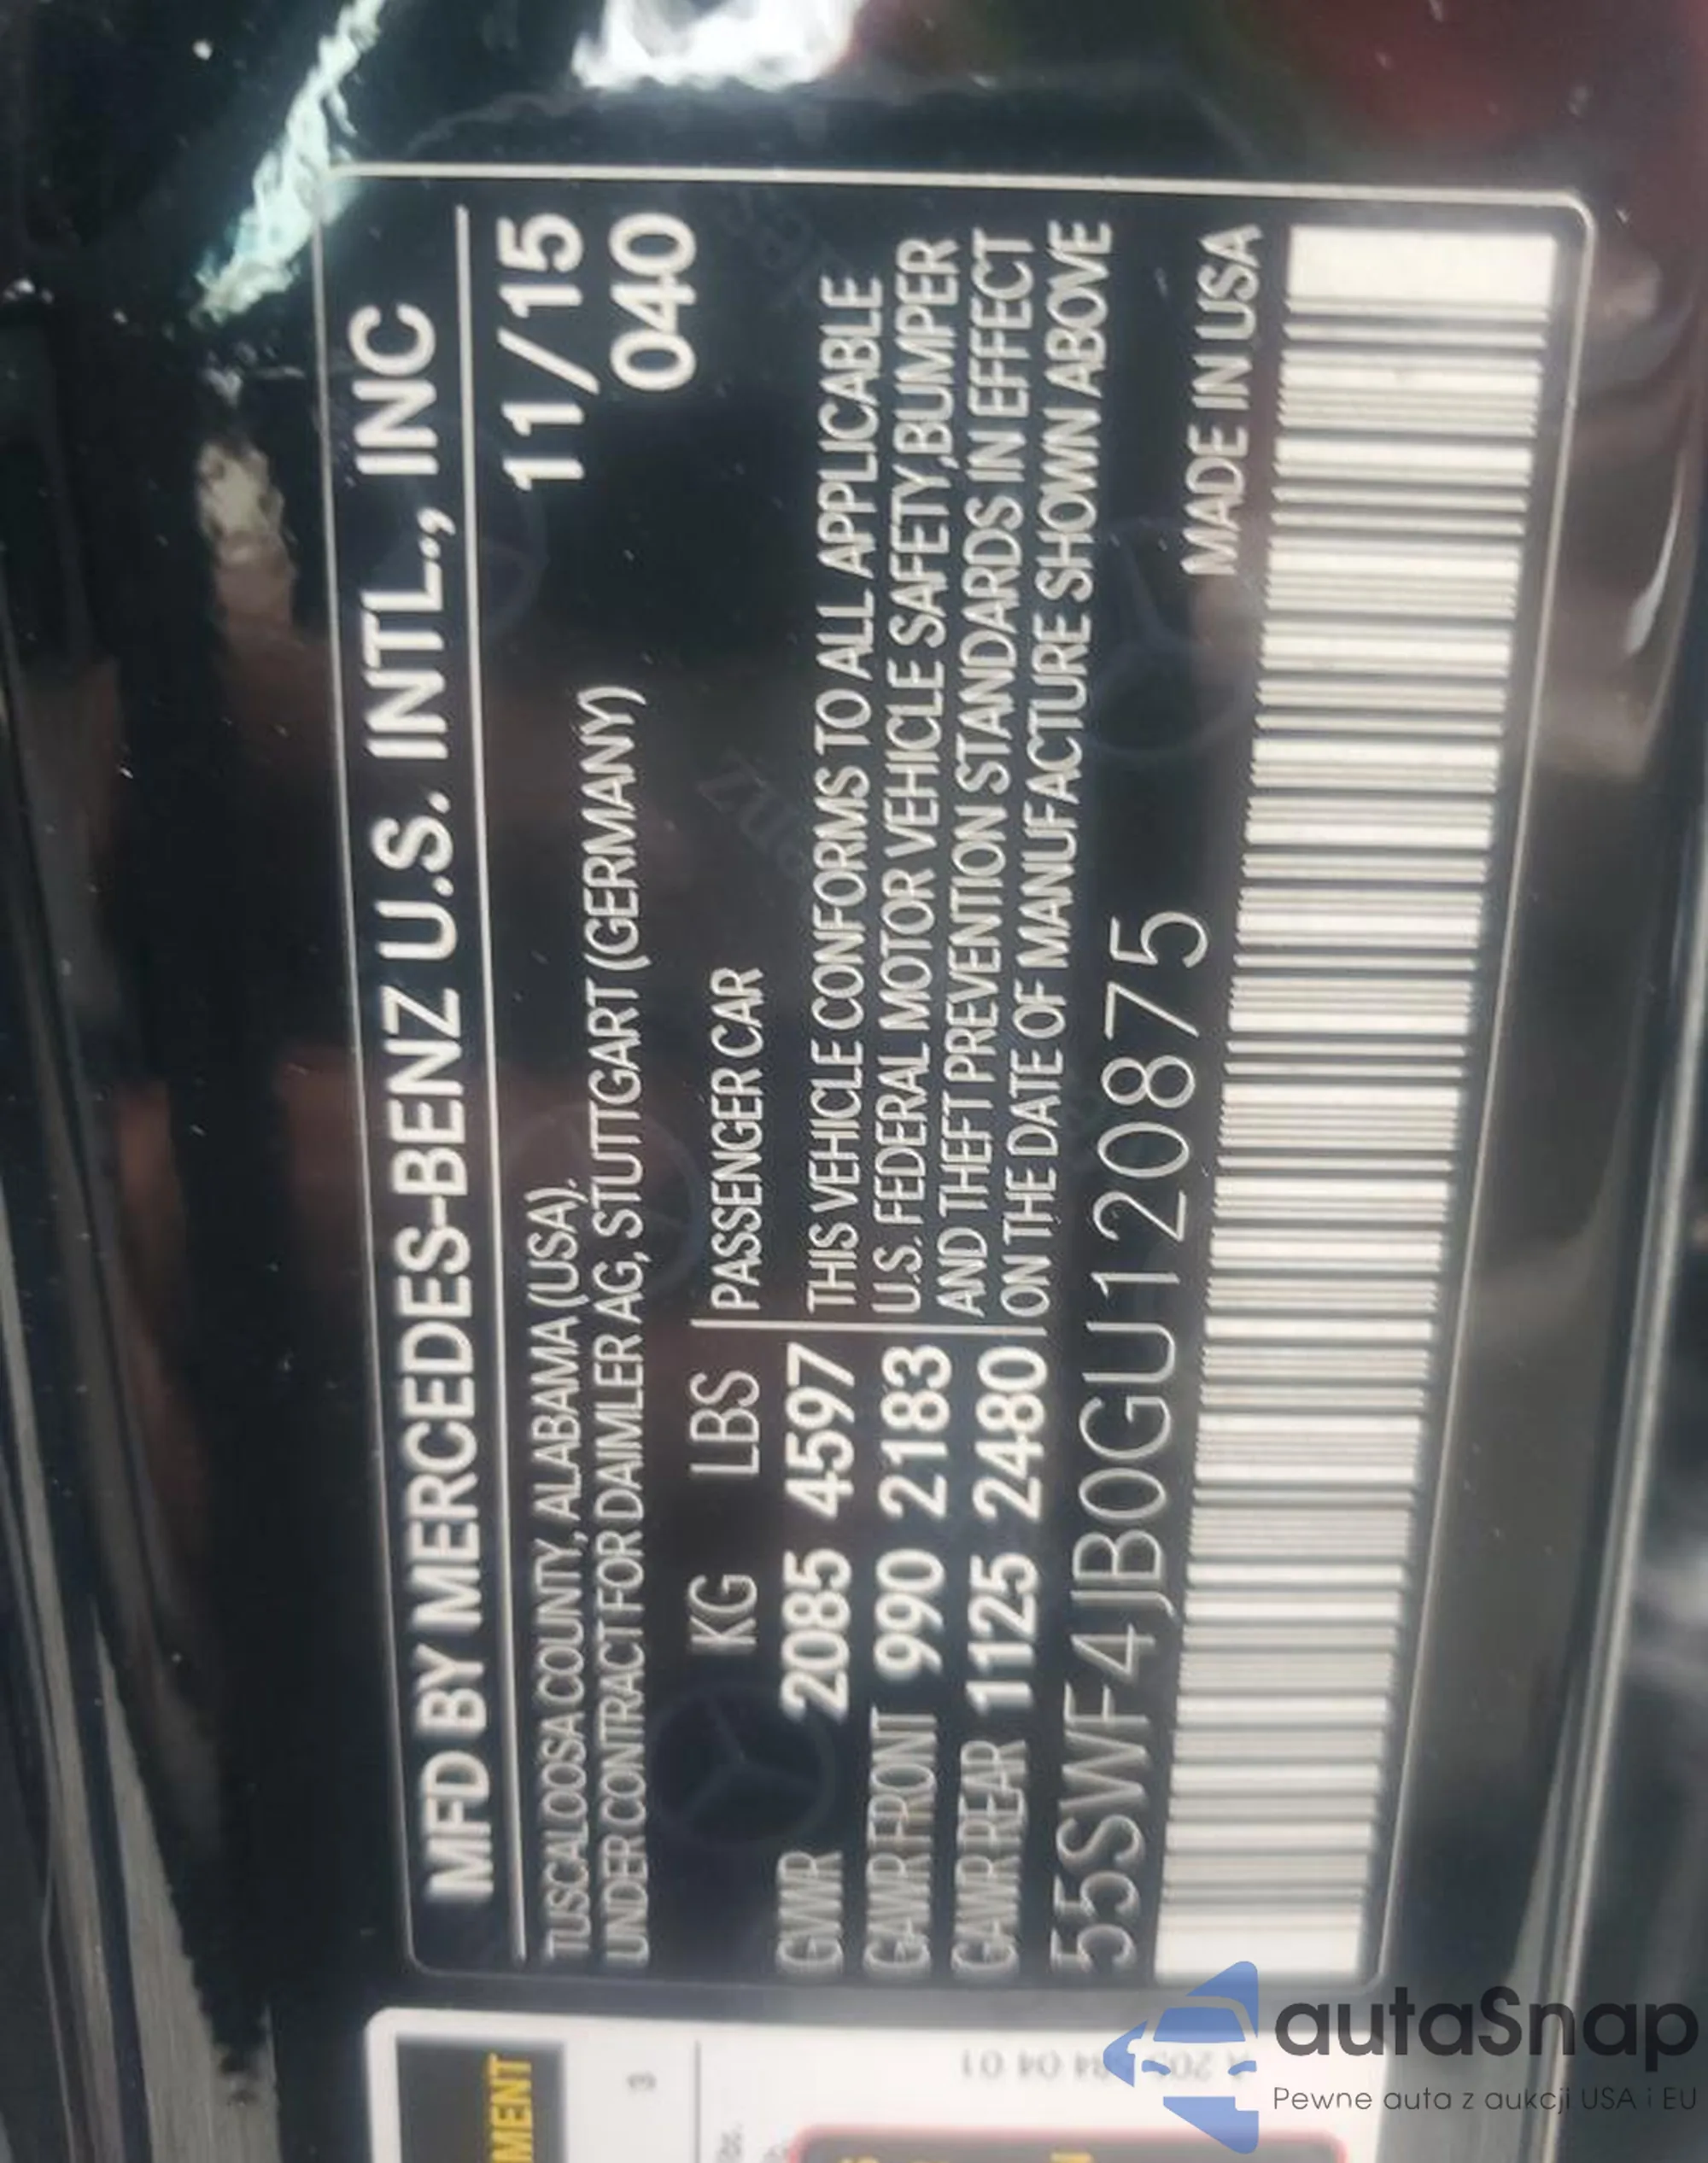 MFD BY MERCEDES-BENZ U.S. INTL., INC
TUSCALOOSA COUNTY, ALABAMA (USA). 11/15
UNDER CONTRACT FOR DAIMLER AG, STUTTGART (GERMANY) 040
KG LBS PASSENGER CAR
GVWR 2085 4597 THIS VEHICLE CONFORMS TO ALL APPLICABLE
GAWR FRONT 990 2183 U.S. FEDERAL MOTOR VEHICLE SAFETY,BUMPER
GAWR REAR 1125 2480 AND THEFT PREVENTION STANDARDS IN EFFECT
ON THE DATE OF MANUFACTURE SHOWN ABOVE
55SWF4JB0GU120875
MADE IN USA
autaSnap
Pewne auta z aukcji USA i EU